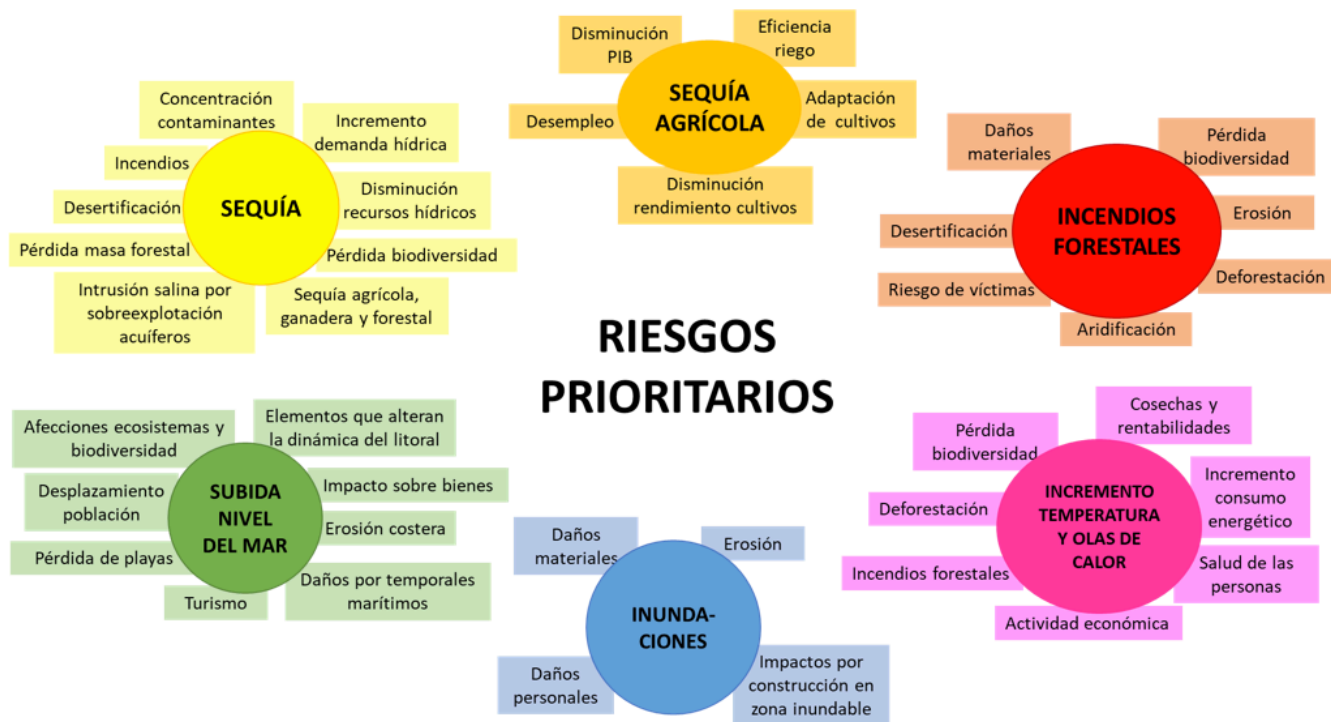 Concentración
contaminantes
Incremento
demanda hídrica
Incendios
Desertificación
SEQUÍA
Disminución
recursos hídricos
Pérdida masa forestal
Pérdida biodiversidad
Intrusión salina por
sobreexplotación
acuíferos
Sequía agrícola,
ganadera y forestal
Disminución
PIB
Eficiencia
riego
Desempleo
SEQUÍA
AGRÍCOLA
Adaptación
de cultivos
Disminución
rendimiento cultivos
Daños
materiales
Pérdida
biodiversidad
Desertificación
INCENDIOS
FORESTALES
Erosión
Riesgo de víctimas
Deforestación
Aridificación
RIESGOS
PRIORITARIOS
Afecciones ecosistemas y
biodiversidad
Elementos que alteran
la dinámica del litoral
Desplazamiento
población
SUBIDA
NIVEL
DEL MAR
Impacto sobre bienes
Erosión costera
Pérdida de playas
Turismo
Daños por temporales
marítimos
Daños
materiales
Erosión
INUNDA-
CIONES
Daños
personales
Impactos por
construcción en
zona inundable
Pérdida
biodiversidad
Cosechas y
rentabilidades
Deforestación
INCREMENTO
TEMPERATURA
Y OLAS DE
CALOR
Incremento
consumo
energético
Incendios forestales
Salud de las
personas
Actividad económica